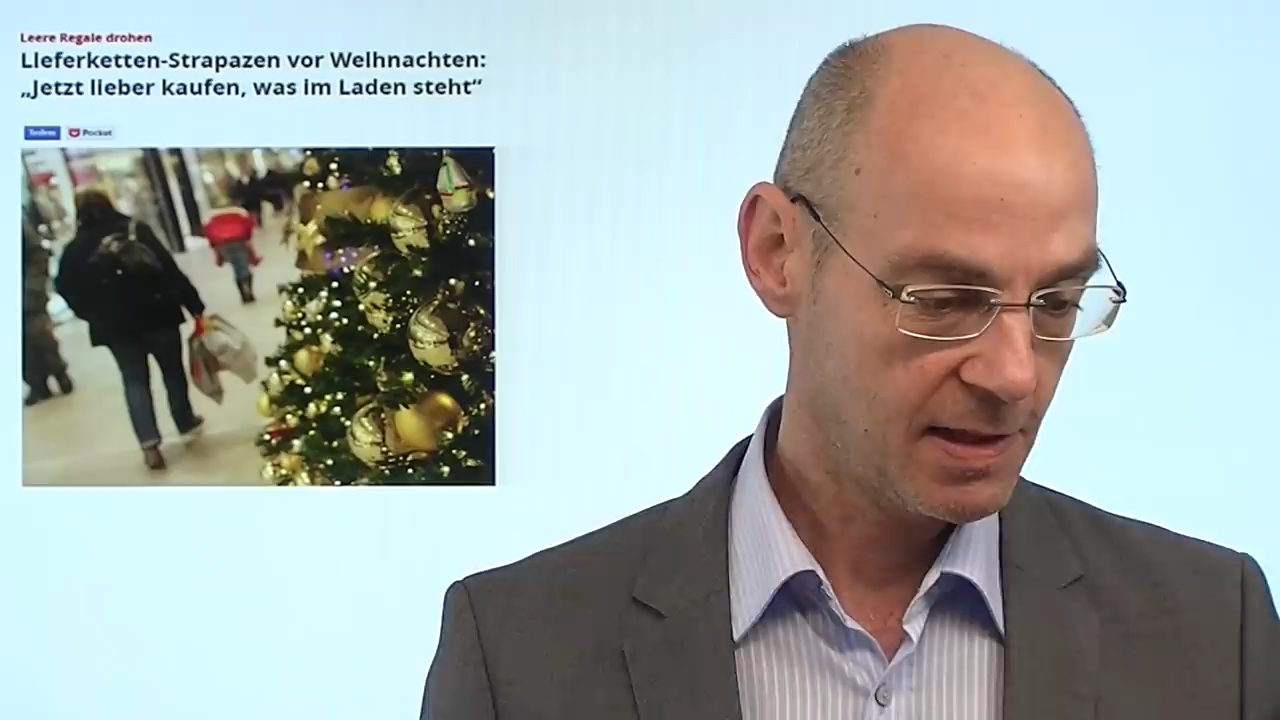 Leere Regale drohen
Lieferketten-Strapazen vor Weihnachten:
„Jetzt lieber kaufen, was im Laden steht“
Teilen Pocket